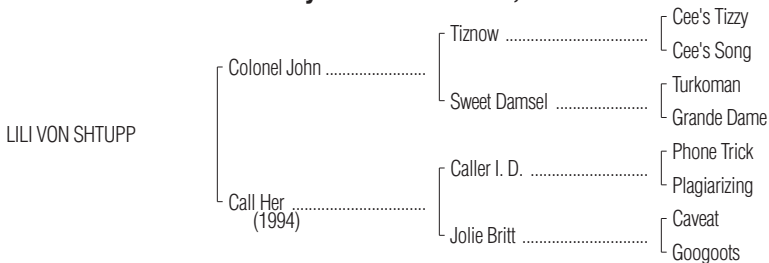 Cee's Tizzy
Tiznow
Cee's Song
Colonel John
Turkoman
Sweet Damsel
Grande Dame
LILI VON SHTUPP
Phone Trick
Caller I. D.
Plagiarizing
Call Her
(1994)
Caveat
Jolie Britt
Googoots